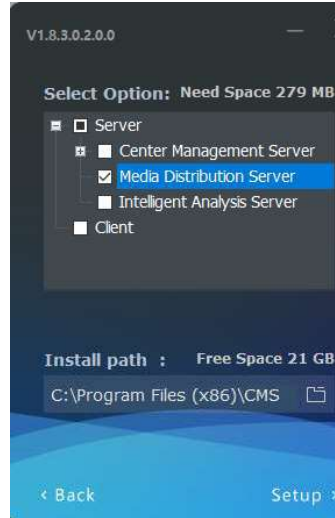 V1.8.3.0.2.0.0
Select Option: Need Space 279 MB
Server
Center Management Server
Media Distribution Server
Intelligent Analysis Server
Client
Install path : Free Space 21 GB
C:\Program Files (x86)\CMS
‹ Back Setup ›